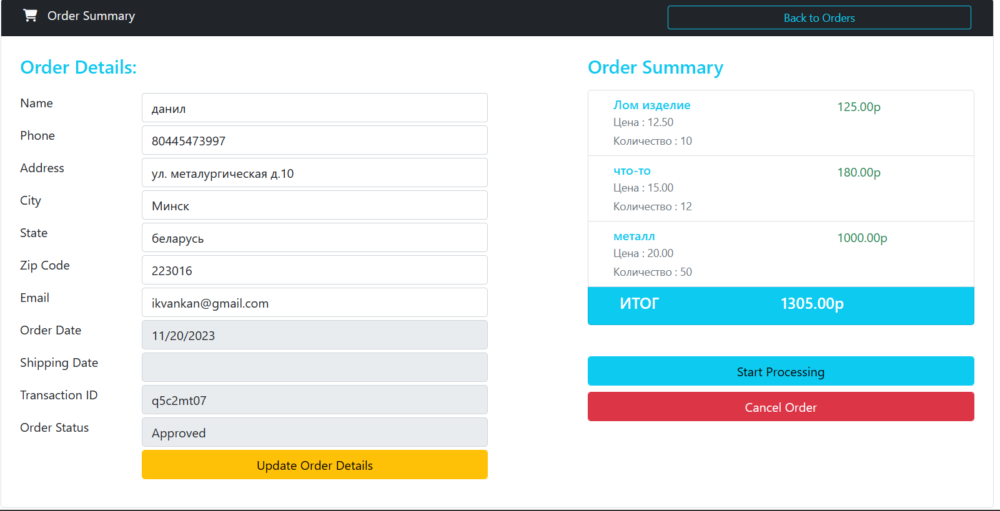 Order Summary
Back to Orders
Order Details:
Name
данил
Phone
80445473997
Address
ул. металургическая д.10
City
Минск
State
беларусь
Zip Code
223016
Email
ikvankan@gmail.com
Order Date
11/20/2023
Shipping Date
Transaction ID
q5c2mt07
Order Status
Approved
Update Order Details
Order Summary
Лом изделие
125.00р
Цена : 12.50
Количество : 10
что-то
180.00р
Цена : 15.00
Количество : 12
металл
1000.00р
Цена : 20.00
Количество : 50
ИТОГ
1305.00р
Start Processing
Cancel Order